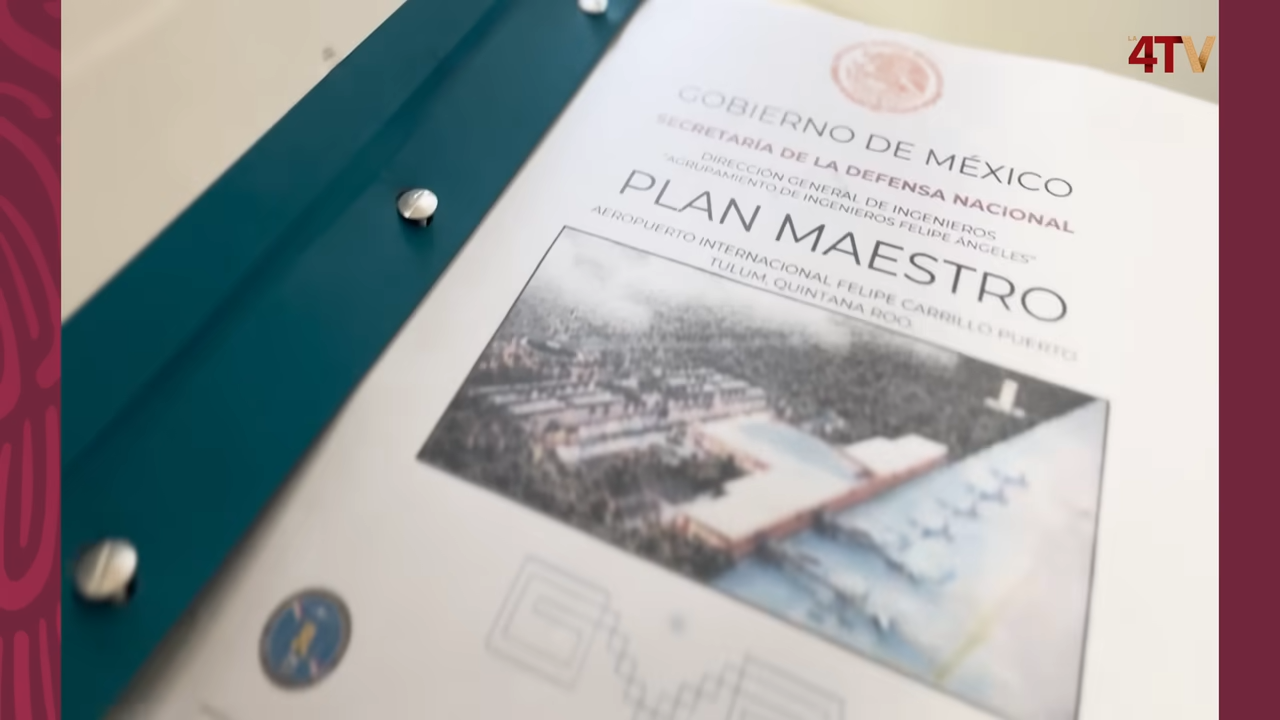 LA
4TV
GOBIERNO DE MÉXICO
SECRETARÍA DE LA DEFENSA NACIONAL
DIRECCIÓN GENERAL DE INGENIEROS
"AGRUPAMIENTO DE INGENIEROS FELIPE ÁNGELES"
PLAN MAESTRO
AEROPUERTO INTERNACIONAL FELIPE CARRILLO PUERTO
TULUM, QUINTANA ROO.